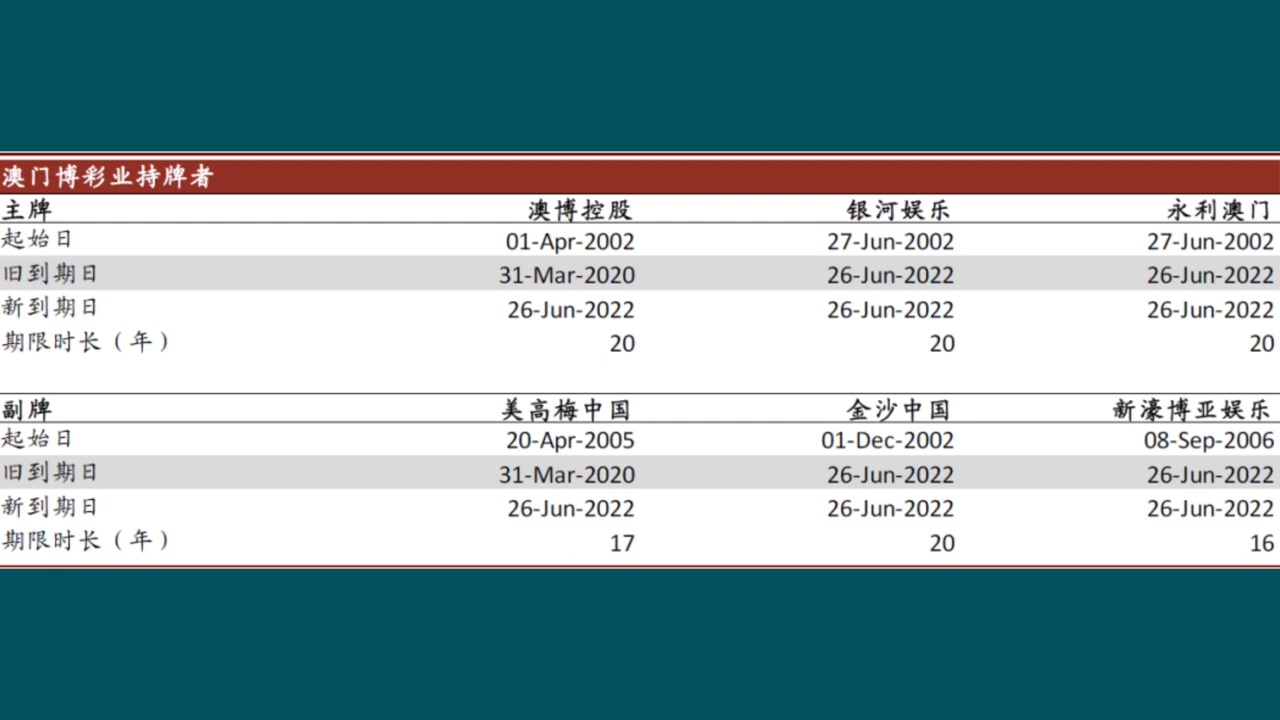 澳门博彩业持牌者
主牌 澳博控股 银河娱乐 永利澳门
起始日 01-Apr-2002 27-Jun-2002 27-Jun-2002
旧到期日 31-Mar-2020 26-Jun-2022 26-Jun-2022
新到期日 26-Jun-2022 26-Jun-2022 26-Jun-2022
期限时长（年） 20 20 20
副牌 美高梅中国 金沙中国 新濠博亚娱乐
起始日 20-Apr-2005 01-Dec-2002 08-Sep-2006
旧到期日 31-Mar-2020 26-Jun-2022 26-Jun-2022
新到期日 26-Jun-2022 26-Jun-2022 26-Jun-2022
期限时长（年） 17 20 16